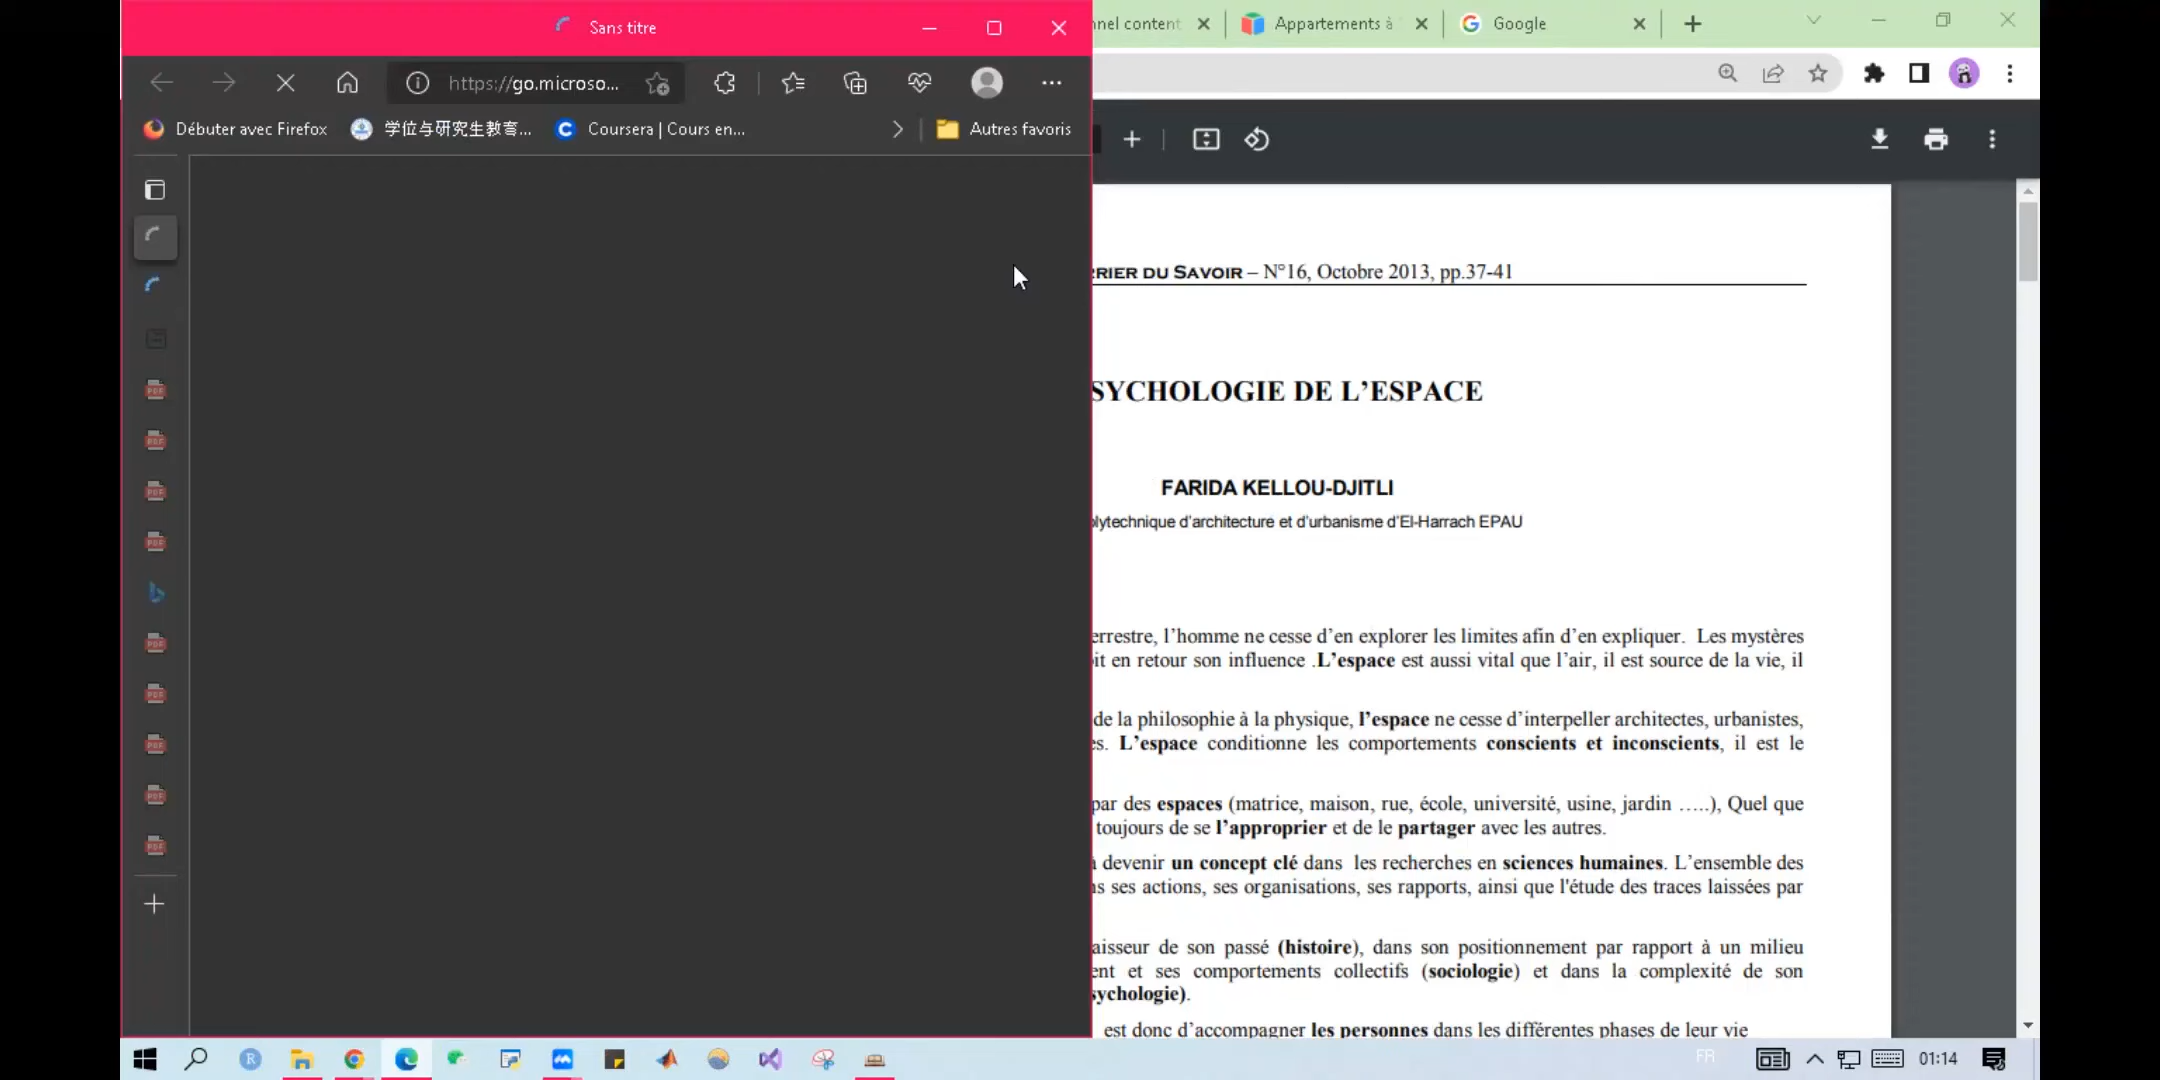 Sans titre
https://go.microso...
Débuter avec Firefox
学位与研究生教育...
Coursera | Cours en...
Autres favoris
nnel content
Appartements à
Google
RRIER DU SAVOIR – N°16, Octobre 2013, pp.37-41
SYCHOLOGIE DE L’ESPACE
FARIDA KELLOU-DJITLI
olytechnique d’architecture et d’urbanisme d’El-Harrach EPAU
errestre, l’homme ne cesse d’en explorer les limites afin d’en expliquer. Les mystères
it en retour son influence .L’espace est aussi vital que l’air, il est source de la vie, il
de la philosophie à la physique, l’espace ne cesse d’interpeller architectes, urbanistes,
es. L’espace conditionne les comportements conscients et inconscients, il est le
par des espaces (matrice, maison, rue, école, université, usine, jardin …..), Quel que
toujours de se l’approprier et de le partager avec les autres.
à devenir un concept clé dans les recherches en sciences humaines. L’ensemble des
ns ses actions, ses organisations, ses rapports, ainsi que l'étude des traces laissées par
aisseur de son passé (histoire), dans son positionnement par rapport à un milieu
ent et ses comportements collectifs (sociologie) et dans la complexité de son
sychologie).
est donc d’accompagner les personnes dans les différentes phases de leur vie
FR
01:14